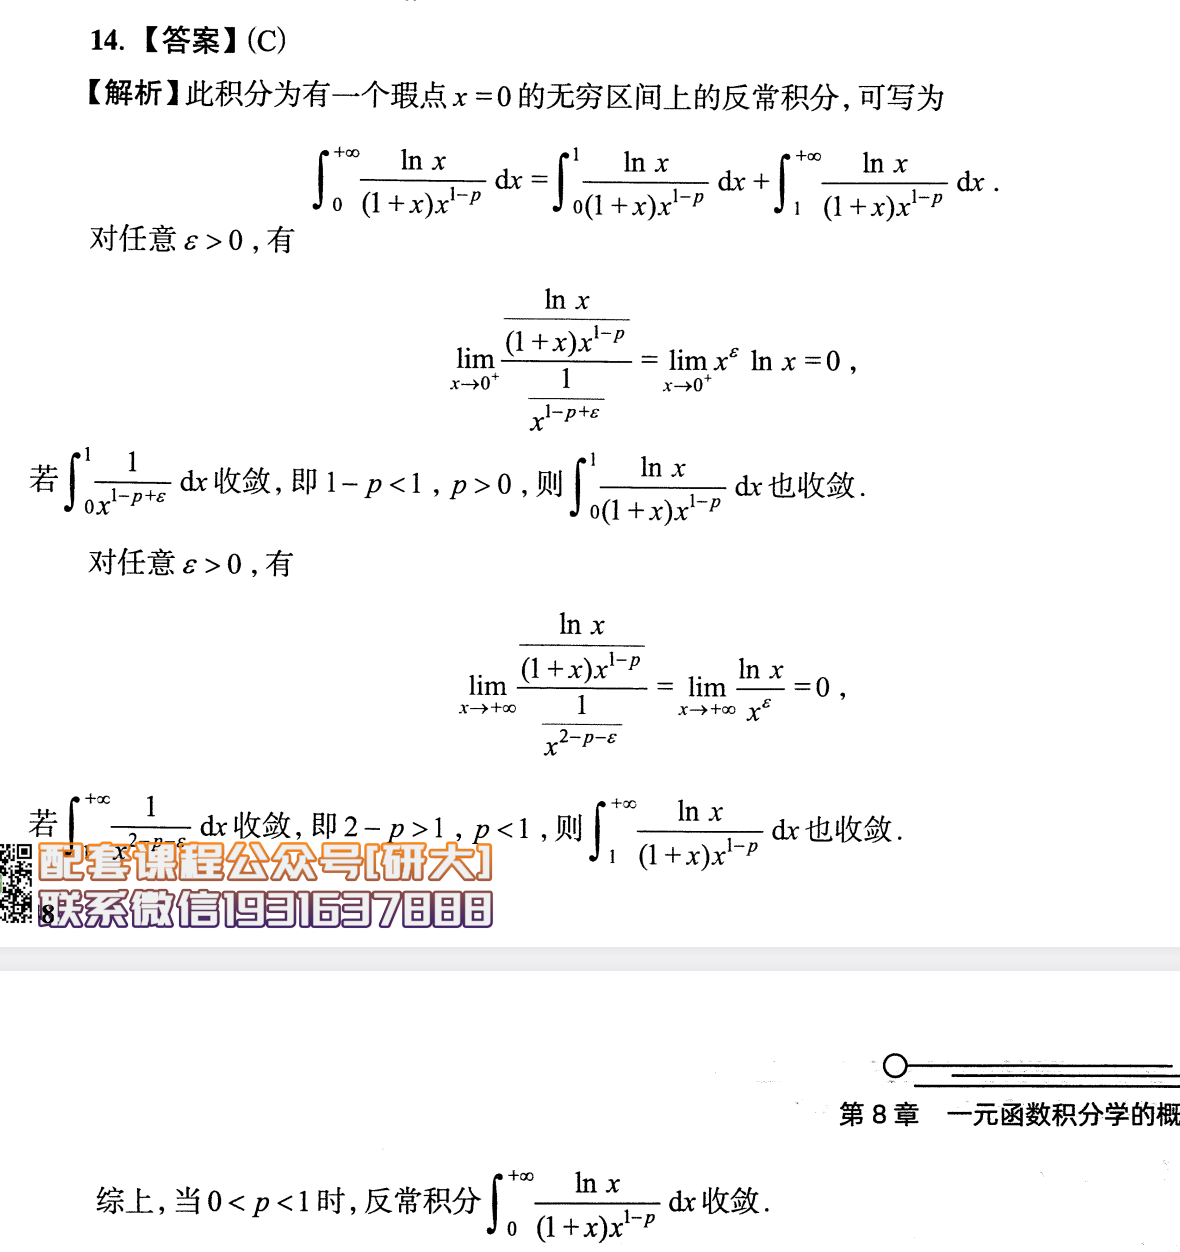 14.【答案】(C)
【解析】此积分为有一个瑕点 x=0 的无穷区间上的反常积分,可写为
∫₀^{+∞} ln x/((1+x)x^{1-p}) dx = ∫₀^1 ln x/((1+x)x^{1-p}) dx + ∫₁^{+∞} ln x/((1+x)x^{1-p}) dx .
对任意 ε>0,有
lim_{x→0⁺} (ln x/((1+x)x^{1-p}))/(1/x^{1-p+ε}) = lim_{x→0⁺} x^ε ln x = 0 ,
若 ∫₀^1 1/x^{1-p+ε} dx 收敛,即 1-p<1,p>0,则 ∫₀^1 ln x/((1+x)x^{1-p}) dx 也收敛.
对任意 ε>0,有
lim_{x→+∞} (ln x/((1+x)x^{1-p}))/(1/x^{2-p-ε}) = lim_{x→+∞} ln x/x^ε = 0 ,
若 ∫₁^{+∞} 1/x^{2-p-ε} dx 收敛,即 2-p>1,p<1,则 ∫₁^{+∞} ln x/((1+x)x^{1-p}) dx 也收敛.
配套课程公众号[研大]
联系微信1931637888
8
第 8 章 一元函数积分学的概
综上,当 0<p<1 时,反常积分 ∫₀^{+∞} ln x/((1+x)x^{1-p}) dx 收敛.